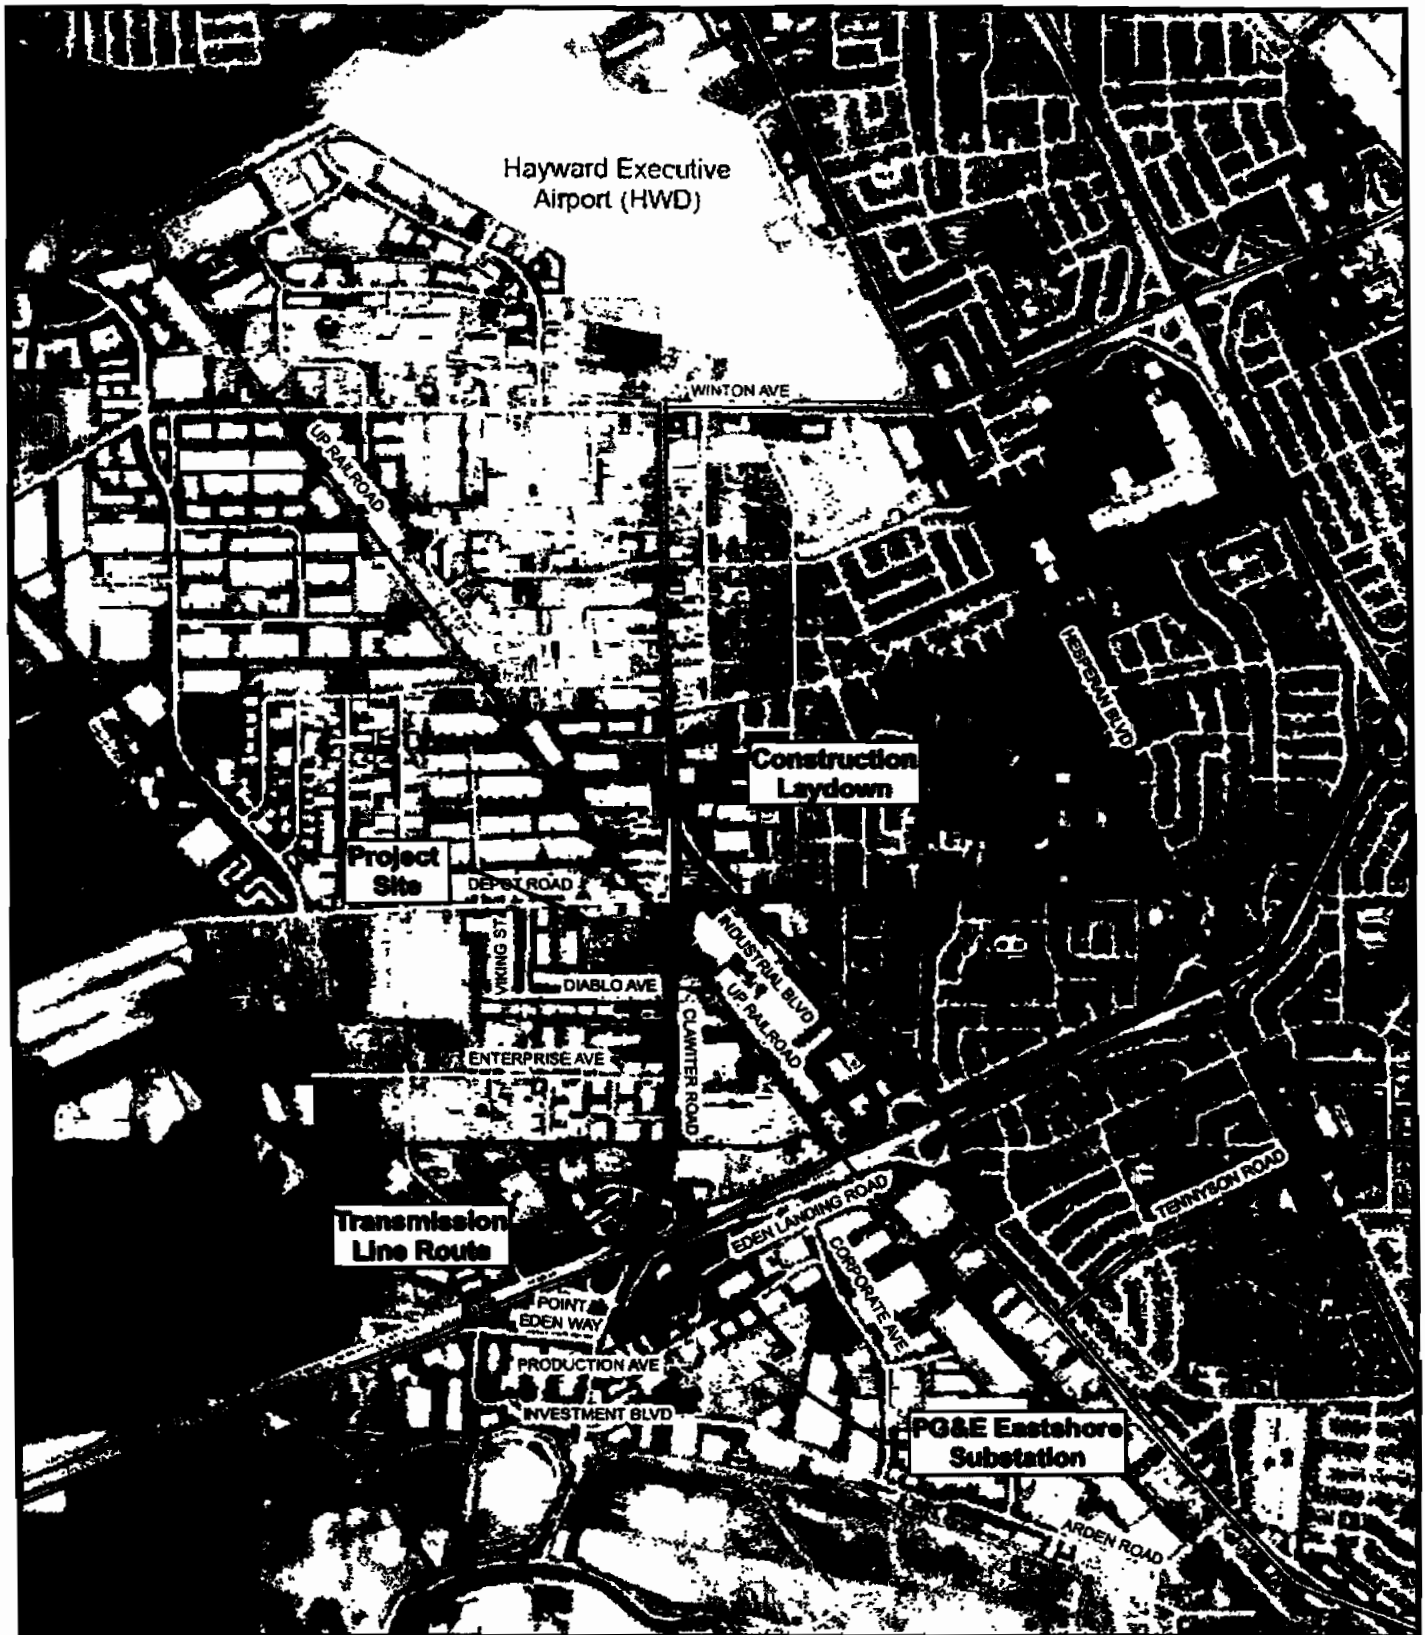 Hayward Executive
Airport (HWD)
WINTON AVE
UP RAILROAD
HESPERIAN BLVD
Construction
Laydown
Project
Site
DEPOT ROAD
VIKING ST
DIABLO AVE
INDUSTRIAL BLVD
UP RAILROAD
CLAWITER ROAD
ENTERPRISE AVE
TENNYSON ROAD
EDEN LANDING ROAD
Transmission
Line Route
CORPORATE AVE
POINT
EDEN WAY
PRODUCTION AVE
INVESTMENT BLVD
PG&E Eastshore
Substation
ARDEN ROAD